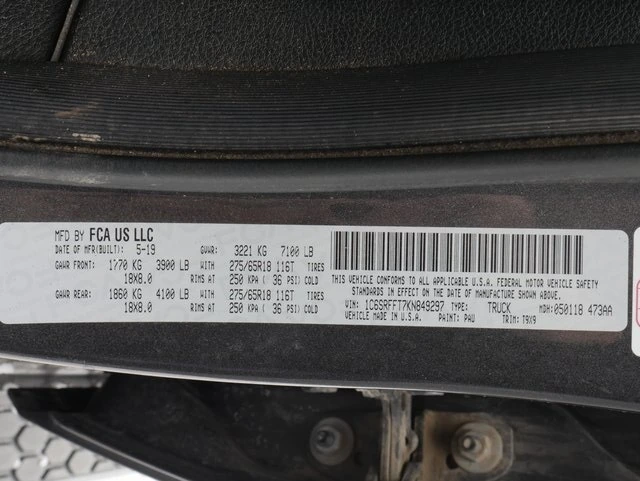 MFD BY FCA US LLC
DATE OF MFR(BUILT): 5-19 GVWR: 3221 KG 7100 LB
GAWR FRONT: 1770 KG 3900 LB WITH 275/65R18 116T TIRES
18X8.0 RIMS AT 250 KPA ( 36 PSI) COLD
GAWR REAR: 1860 KG 4100 LB WITH 275/65R18 116T TIRES
18X8.0 RIMS AT 250 KPA ( 36 PSI) COLD
THIS VEHICLE CONFORMS TO ALL APPLICABLE U.S.A. FEDERAL MOTOR VEHICLE SAFETY
STANDARDS IN EFFECT ON THE DATE OF MANUFACTURE SHOWN ABOVE.
VIN: 1C6SRFFT7KN849297 TYPE: TRUCK MDH:050118 473AA
VEHICLE MADE IN U.S.A. PAINT: PAU TRIM: T9X9